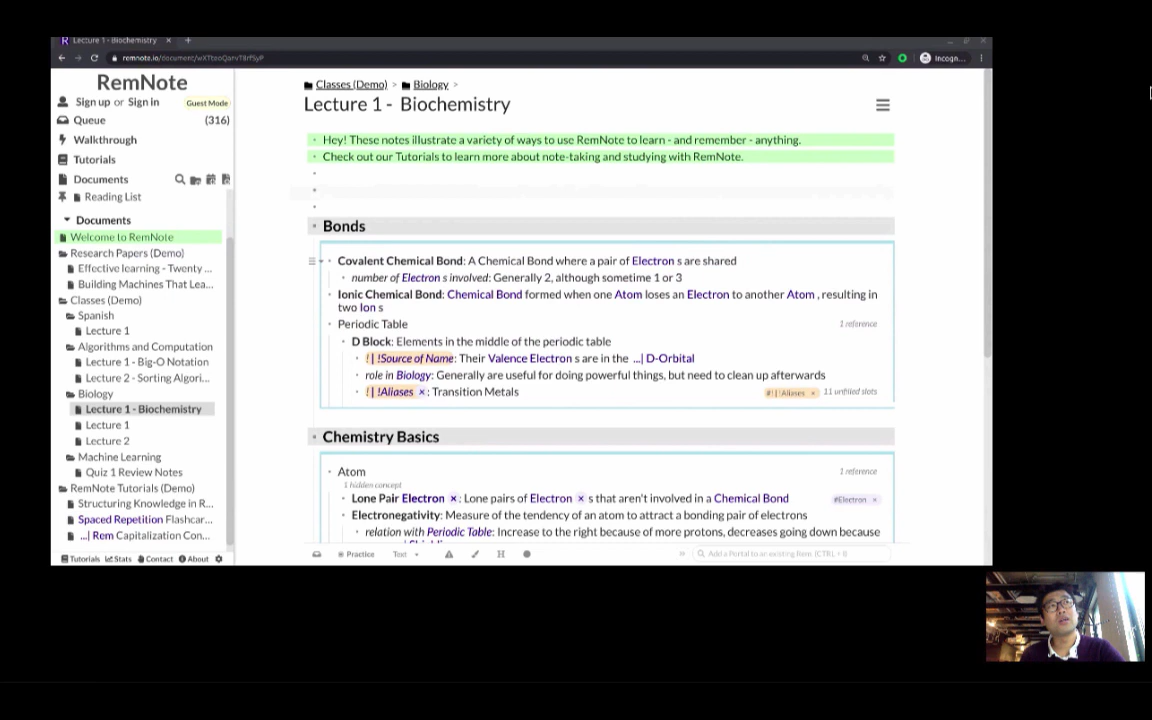 Lecture 1 - Biochemistry
remnote.io/document/
Incogn...
RemNote
Sign up or Sign in
Guest Mode
Queue
(316)
Walkthrough
Tutorials
Documents
Reading List
Documents
Welcome to RemNote
Research Papers (Demo)
Effective learning - Twenty ...
Building Machines That Lea...
Classes (Demo)
Spanish
Lecture 1
Algorithms and Computation
Lecture 1 - Big-O Notation
Lecture 2 - Sorting Algori...
Biology
Lecture 1 - Biochemistry
Lecture 1
Lecture 2
Machine Learning
Quiz 1 Review Notes
RemNote Tutorials (Demo)
Structuring Knowledge in R...
Spaced Repetition Flashcar...
...| Rem Capitalization Con...
Tutorials Stats Contact About
Classes (Demo) > Biology >
Lecture 1 - Biochemistry
Hey! These notes illustrate a variety of ways to use RemNote to learn - and remember - anything.
Check out our Tutorials to learn more about note-taking and studying with RemNote.
Bonds
Covalent Chemical Bond: A Chemical Bond where a pair of Electron s are shared
number of Electron s involved: Generally 2, although sometime 1 or 3
Ionic Chemical Bond: Chemical Bond formed when one Atom loses an Electron to another Atom , resulting in
two Ion s
Periodic Table
1 reference
D Block: Elements in the middle of the periodic table
!| !Source of Name: Their Valence Electron s are in the ...| D-Orbital
role in Biology: Generally are useful for doing powerful things, but need to clean up afterwards
!| !Aliases ×: Transition Metals
#!| !Aliases ×
11 unfilled slots
Chemistry Basics
Atom
1 reference
1 hidden concept
Lone Pair Electron ×: Lone pairs of Electron × s that aren't involved in a Chemical Bond
#Electron ×
Electronegativity: Measure of the tendency of an atom to attract a bonding pair of electrons
relation with Periodic Table: Increase to the right because of more protons, decreases going down because
Practice
Text
H
Add a Portal to an existing Rem. (CTRL +